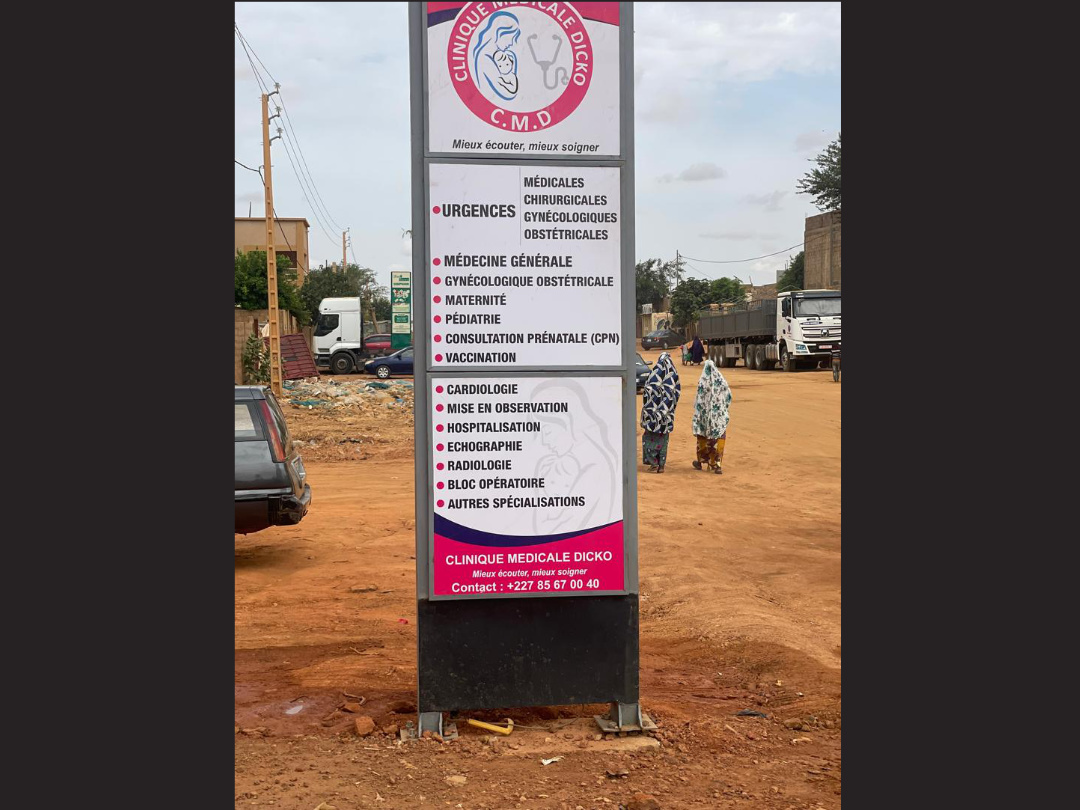 CLINIQUE MEDICALE DICKO
C.M.D
Mieux écouter, mieux soigner
•URGENCES
MÉDICALES
CHIRURGICALES
GYNÉCOLOGIQUES
OBSTÉTRICALES
• MÉDECINE GÉNÉRALE
• GYNÉCOLOGIQUE OBSTÉTRICALE
• MATERNITÉ
• PÉDIATRIE
• CONSULTATION PRÉNATALE (CPN)
• VACCINATION
• CARDIOLOGIE
• MISE EN OBSERVATION
• HOSPITALISATION
• ECHOGRAPHIE
• RADIOLOGIE
• BLOC OPÉRATOIRE
• AUTRES SPÉCIALISATIONS
CLINIQUE MEDICALE DICKO
Mieux écouter, mieux soigner
Contact : +227 85 67 00 40